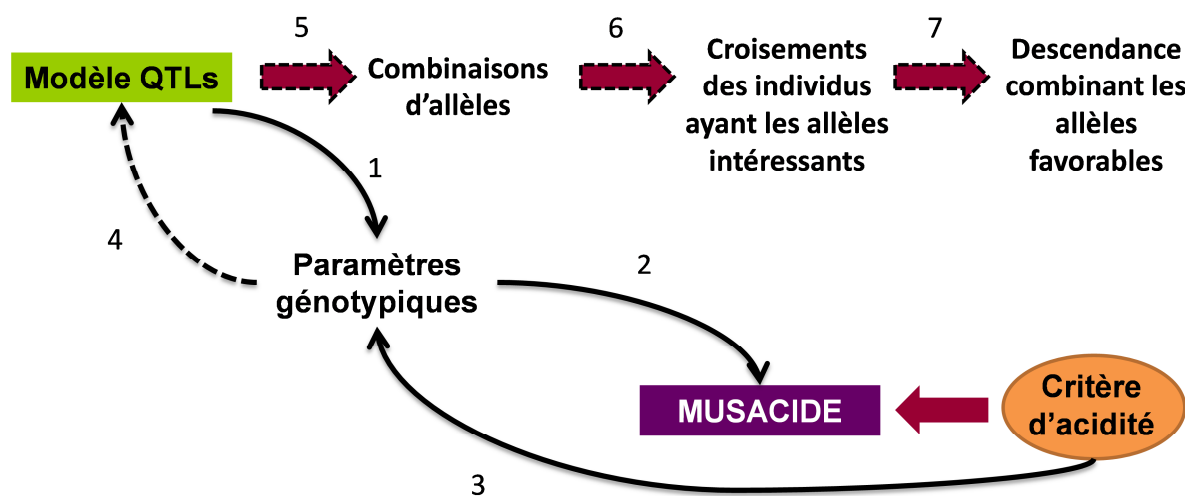 5
6
7
Modèle QTLs
Combinaisons
d'allèles
Croisements
des individus
ayant les allèles
intéressants
Descendance
combinant les
allèles
favorables
1
4
2
Paramètres
génotypiques
MUSACIDE
Critère
d'acidité
3